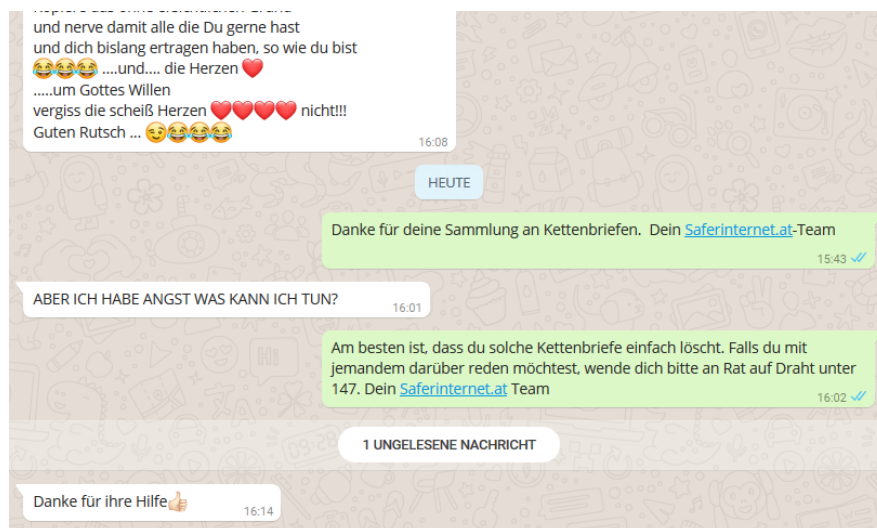 und nerve damit alle die Du gerne hast
und dich bislang ertragen haben, so wie du bist
😂😂😂 ....und.... die Herzen ❤️
.....um Gottes Willen
vergiss die scheiß Herzen ❤️❤️❤️❤️ nicht!!!
Guten Rutsch ... 😉😂😂😂
16:08
HEUTE
Danke für deine Sammlung an Kettenbriefen. Dein Saferinternet.at-Team
15:43
ABER ICH HABE ANGST WAS KANN ICH TUN?
16:01
Am besten ist, dass du solche Kettenbriefe einfach löscht. Falls du mit
jemandem darüber reden möchtest, wende dich bitte an Rat auf Draht unter
147. Dein Saferinternet.at Team
16:02
1 UNGELESENE NACHRICHT
Danke für ihre Hilfe👍🏻
16:14